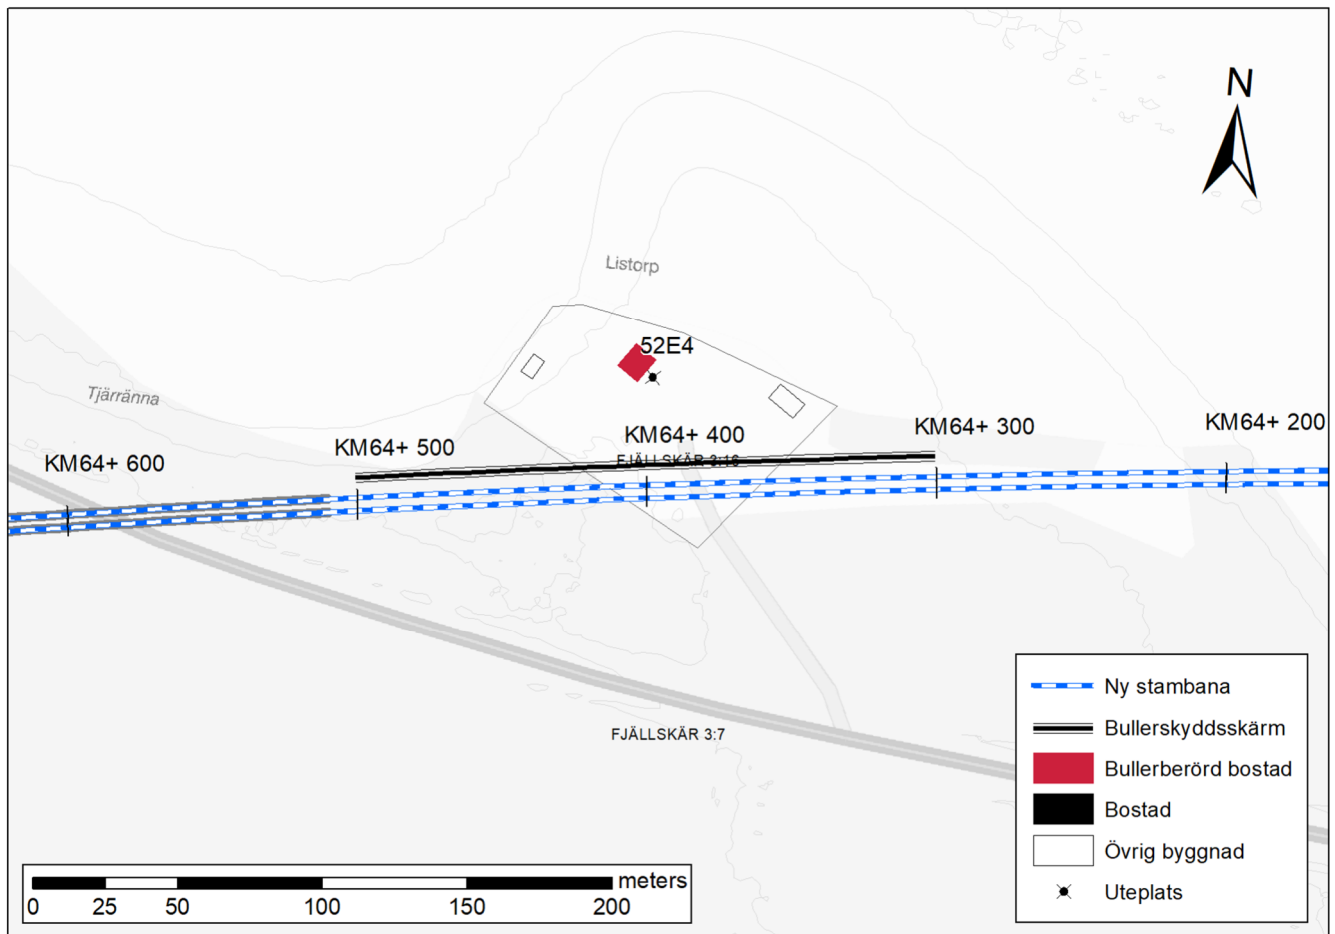 N
Listorp
52E4
Tjärränna
KM64+ 600
KM64+ 500
KM64+ 400
KM64+ 300
KM64+ 200
FJÄLLSKÄR 3:16
FJÄLLSKÄR 3:7
Ny stambana
Bullerskyddsskärm
Bullerberörd bostad
Bostad
Övrig byggnad
Uteplats
meters
0 25 50 100 150 200